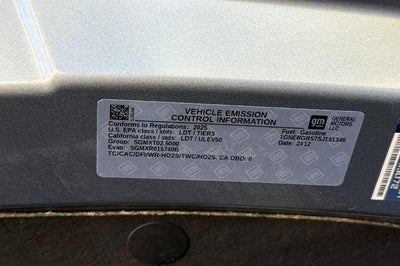 VEHICLE EMISSION
CONTROL INFORMATION
gm
GENERAL
MOTORS
LLC
Conforms to Regulations: 2025
U.S. EPA class / stds: LDT / TIER3
California class / stds: LDT / ULEV50
Group: SGMXT02.5000
Evap: SGMXR0157406
TC/CAC/DFI/WR-HO2S/TWC/HO2S, CA OBD: II
Fuel: Gasoline
1GNERGRS7SJ151346
Date: 2412